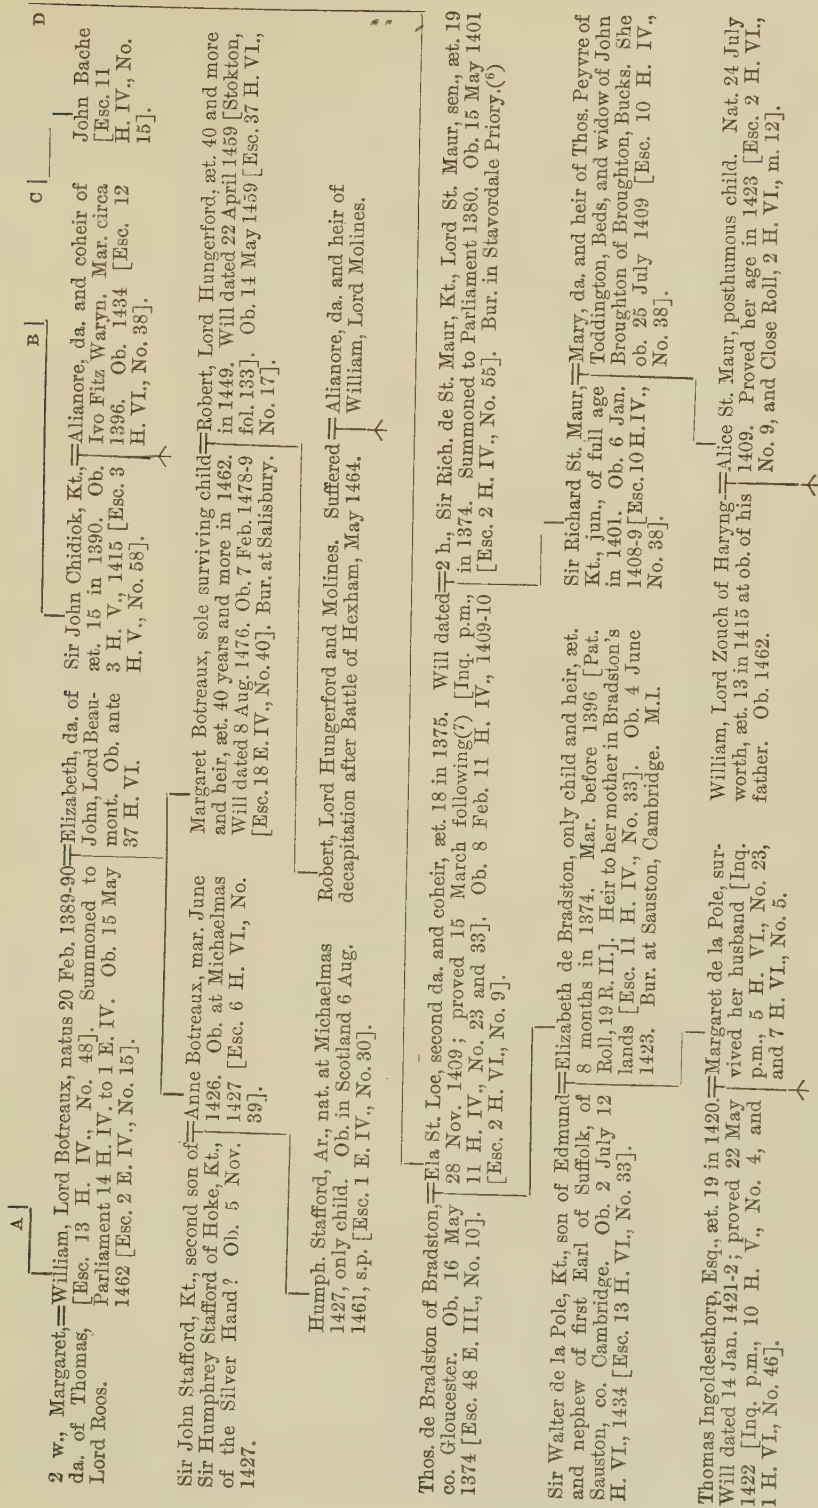 A
B
C
D
2 w., Margaret,
da. of Thomas,
Lord Roos.
William, Lord Botreaux, natus 20 Feb. 1389-90
[Esc. 13 H. IV., No. 48]. Summoned to
Parliament 14 H. IV. to 1 E. IV. Ob. 15 May
1462 [Esc. 2 E. IV., No. 15].
Elizabeth, da. of
John, Lord Beau-
mont. Ob. ante
37 H. VI.
Sir John Chidiok, Kt.,
æt. 15 in 1390. Ob.
3 H. V., 1415 [Esc. 3
H. V., No. 58].
Alianore, da. and coheir of
Ivo Fitz Waryn. Mar. circa
1396. Ob. 1434 [Esc. 12
H. VI., No. 38].
John Bache
[Esc. 11
H. IV., No.
15].
Sir John Stafford, Kt., second son of
Sir Humphrey Stafford of Hoke, Kt.,
of the Silver Hand? Ob. 5 Nov.
1427.
Anne Botreaux, mar. June
1426. Ob. at Michaelmas
1427 [Esc. 6 H. VI., No.
39].
Margaret Botreaux, sole surviving child
and heir, æt. 40 years and more in 1462.
Will dated 8 Aug. 1476. Ob. 7 Feb. 1478-9
[Esc. 18 E. IV., No. 40]. Bur. at Salisbury.
Robert, Lord Hungerford, æt. 40 and more
in 1449. Will dated 22 April 1459 [Stokton,
fol. 133]. Ob. 14 May 1459 [Esc. 37 H. VI.,
No. 17].
Humph. Stafford, Ar., nat. at Michaelmas
1427, only child. Ob. in Scotland 6 Aug.
1461, s.p. [Esc. 1 E. IV., No. 30].
Robert, Lord Hungerford and Molines. Suffered
decapitation after Battle of Hexham, May 1464.
Alianore, da. and heir of
William, Lord Molines.
Thos. de Bradston of Bradston,
co. Gloucester. Ob. 16 May
1374 [Esc. 48 E. III., No. 10].
Ela St. Loe, second da. and coheir, æt. 18 in 1375. Will dated
28 Nov. 1409; proved 15 March following(7) [Inq. p.m.,
11 H. IV., No. 23 and 33]. Ob. 8 Feb. 11 H. IV., 1409-10
[Esc. 2 H. VI., No. 9].
2 h., Sir Rich. de St. Maur, Kt., Lord St. Maur, sen., æt. 19
in 1374. Summoned to Parliament 1380. Ob. 15 May 1401
[Esc. 2 H. IV., No. 55]. Bur. in Stavordale Priory.(6)
Sir Walter de la Pole, Kt., son of Edmund
and nephew of first Earl of Suffolk, of
Sauston, co. Cambridge. Ob. 2 July 12
H. VI., 1434 [Esc. 13 H. VI., No. 33].
Elizabeth de Bradston, only child and heir, æt.
8 months in 1374. Mar. before 1396 [Pat.
Roll, 19 R. II.]. Heir to her mother in Bradston's
lands [Esc. 11 H. IV., No. 33]. Ob. 4 June
1423. Bur. at Sauston, Cambridge. M.I.
Sir Richard St. Maur,
Kt., jun., of full age
in 1401. Ob. 6 Jan.
1408-9 [Esc. 10 H. IV.,
No. 38].
Mary, da. and heir of Thos. Peyvre of
Toddington, Beds, and widow of John
Broughton of Broughton, Bucks. She
ob. 25 July 1409 [Esc. 10 H. IV.,
No. 38].
Thomas Ingoldesthorp, Esq., æt. 19 in 1420.
Will dated 14 Jan. 1421-2; proved 22 May
1422 [Inq. p.m., 10 H. V., No. 4, and
1 H. VI., No. 46].
Margaret de la Pole, sur-
vived her husband [Inq.
p.m., 5 H. VI., No. 23,
and 7 H. VI., No. 5.
William, Lord Zouch of Haryng-
worth, æt. 13 in 1415 at ob. of his
father. Ob. 1462.
Alice St. Maur, posthumous child. Nat. 24 July
1409. Proved her age in 1423 [Esc. 2 H. VI.,
No. 9, and Close Roll, 2 H. VI., m. 12].